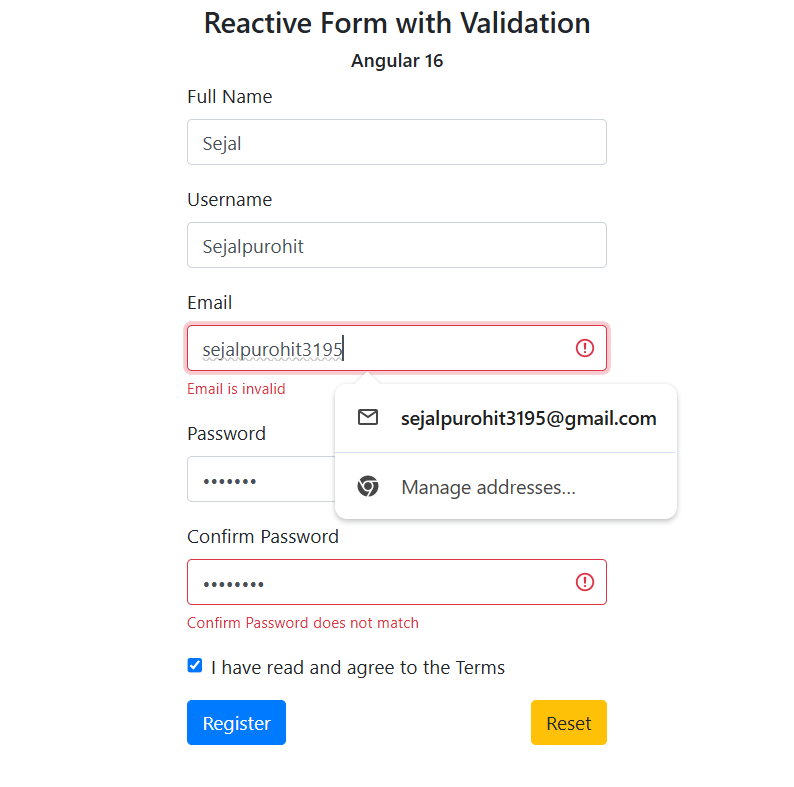 Reactive Form with Validation
Angular 16
Full Name
Sejal
Username
Sejalpurohit
Email
sejalpurohit3195
Email is invalid
sejalpurohit3195@gmail.com
Manage addresses...
Password
•••••••
Confirm Password
••••••••
Confirm Password does not match
I have read and agree to the Terms
Register
Reset